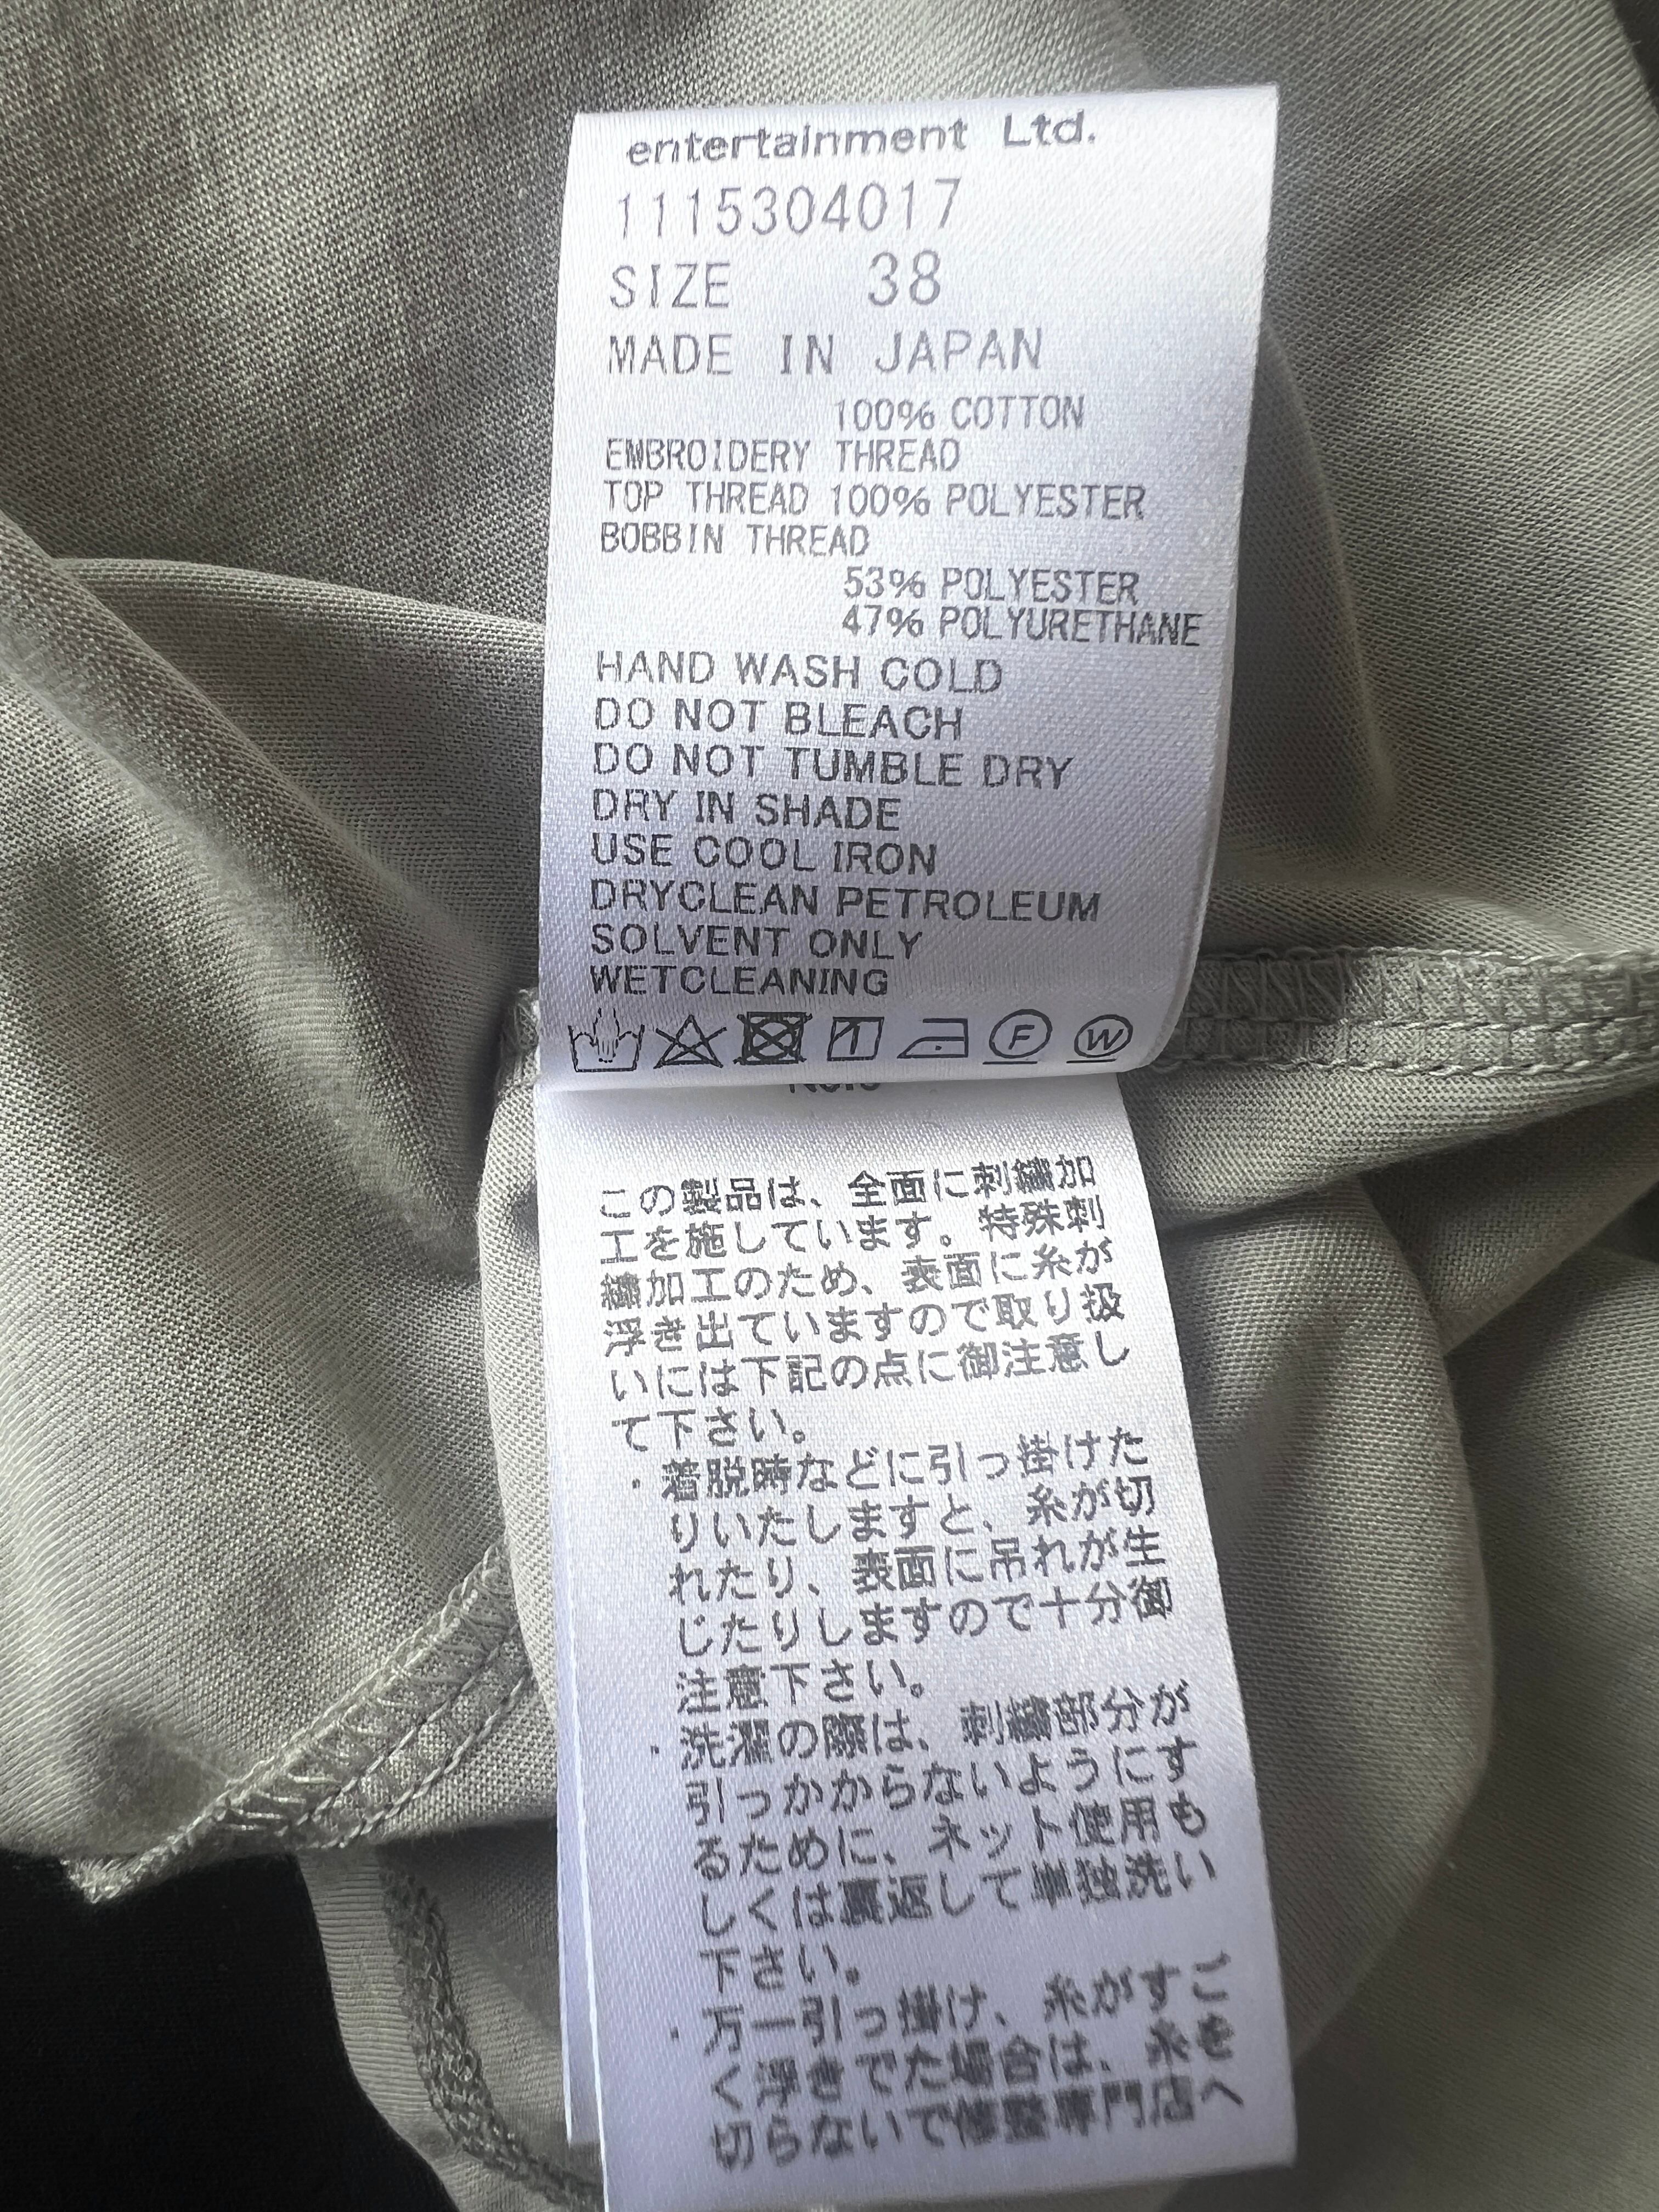 entertainment Ltd.
1115304017
SIZE 38
MADE IN JAPAN
100% COTTON
EMBROIDERY THREAD
TOP THREAD 100% POLYESTER
BOBBIN THREAD
53% POLYESTER
47% POLYURETHANE
HAND WASH COLD
DO NOT BLEACH
DO NOT TUMBLE DRY
DRY IN SHADE
USE COOL IRON
DRYCLEAN PETROLEUM
SOLVENT ONLY
WETCLEANING
F W
この製品は、全面に刺繍加
工を施しています。特殊刺
繍加工のため、表面に糸が
浮き出ていますので取り扱
いには下記の点に御注意し
て下さい。
・着脱時などに引っ掛けた
りいたしますと、糸が切
れたり、表面に吊れが生
じたりしますので十分御
注意下さい。
・洗濯の際は、刺繍部分が
引っかからないようにす
るために、ネット使用も
しくは裏返して単独洗い
下さい。
・万一引っ掛け、糸がすご
く浮きでた場合は、糸を
切らないで修整専門店へ